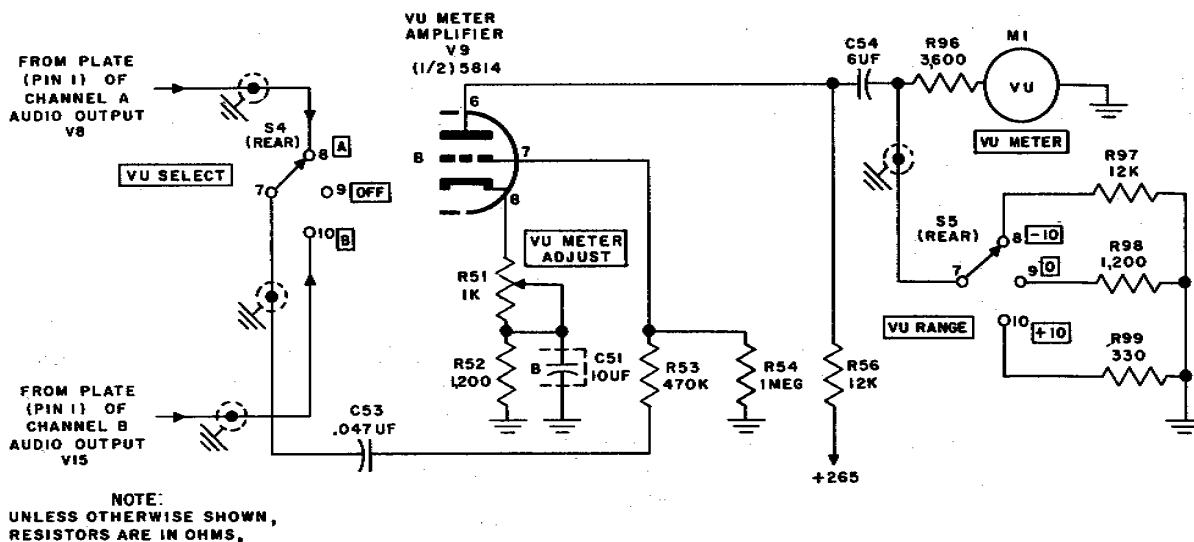 VU METER
AMPLIFIER
V9
(1/2) 5814
FROM PLATE
(PIN 1) OF
CHANNEL A
AUDIO OUTPUT
V8
S4
(REAR)
8 A
VU SELECT
7
9 OFF
10 B
6
B
7
8
VU METER
ADJUST
R51
1K
R52
1,200
B
C51
10UF
R53
470K
R54
1 MEG
R56
12K
+265
C54
6UF
R96
3,600
M1
VU
VU METER
R97
12K
S5
(REAR)
8 -10
7
9 0
R98
1,200
VU RANGE
10 +10
R99
330
FROM PLATE
(PIN 1) OF
CHANNEL B
AUDIO OUTPUT
V15
C53
.047UF
NOTE:
UNLESS OTHERWISE SHOWN,
RESISTORS ARE IN OHMS.